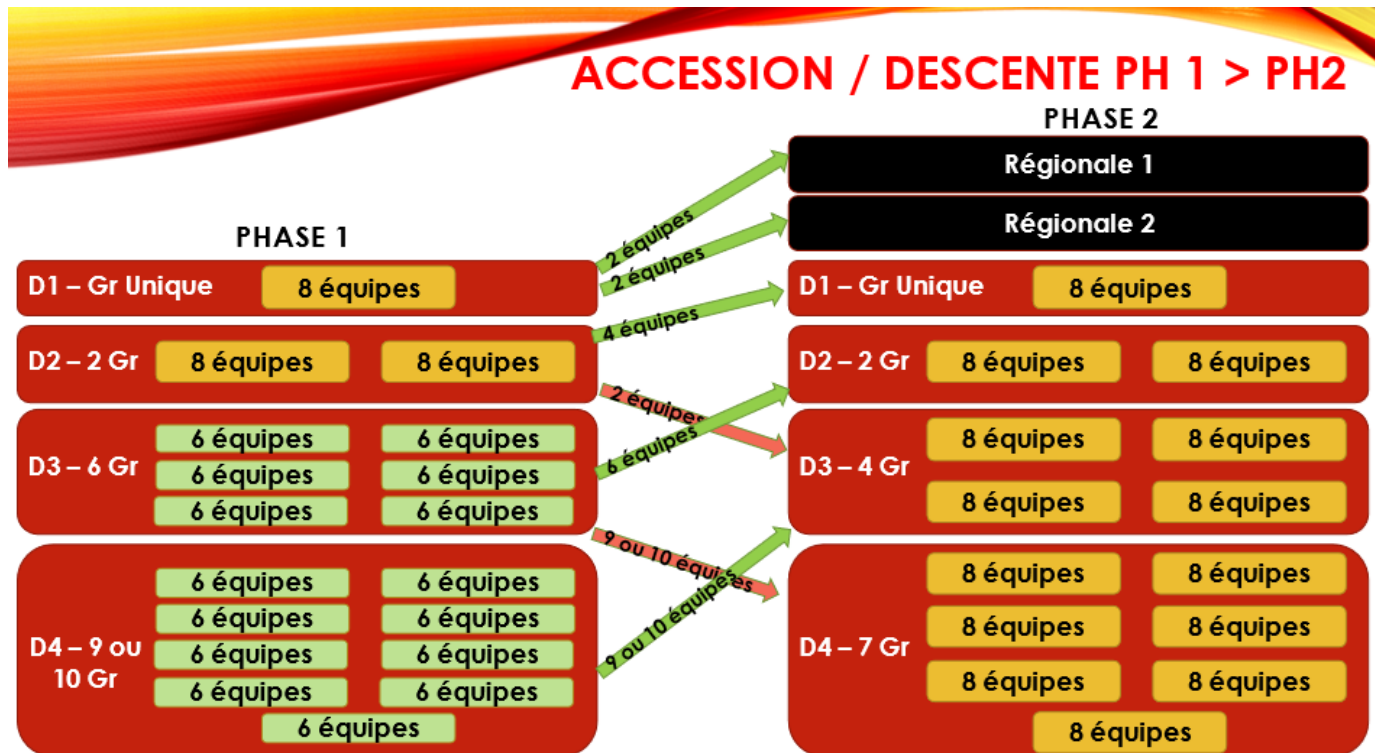 ACCESSION / DESCENTE PH 1 > PH2
PHASE 2
Régionale 1
Régionale 2
PHASE 1
2 équipes
2 équipes
D1 – Gr Unique 8 équipes
D1 – Gr Unique 8 équipes
4 équipes
D2 – 2 Gr 8 équipes 8 équipes
D2 – 2 Gr 8 équipes 8 équipes
2 équipes
6 équipes
6 équipes 6 équipes
D3 – 6 Gr 6 équipes 6 équipes
6 équipes 6 équipes
8 équipes 8 équipes
D3 – 4 Gr
8 équipes 8 équipes
9 ou 10 équipes
9 ou 10 équipes
6 équipes 6 équipes
6 équipes 6 équipes
D4 – 9 ou
10 Gr
6 équipes 6 équipes
6 équipes 6 équipes
6 équipes
8 équipes 8 équipes
D4 – 7 Gr 8 équipes 8 équipes
8 équipes 8 équipes
8 équipes